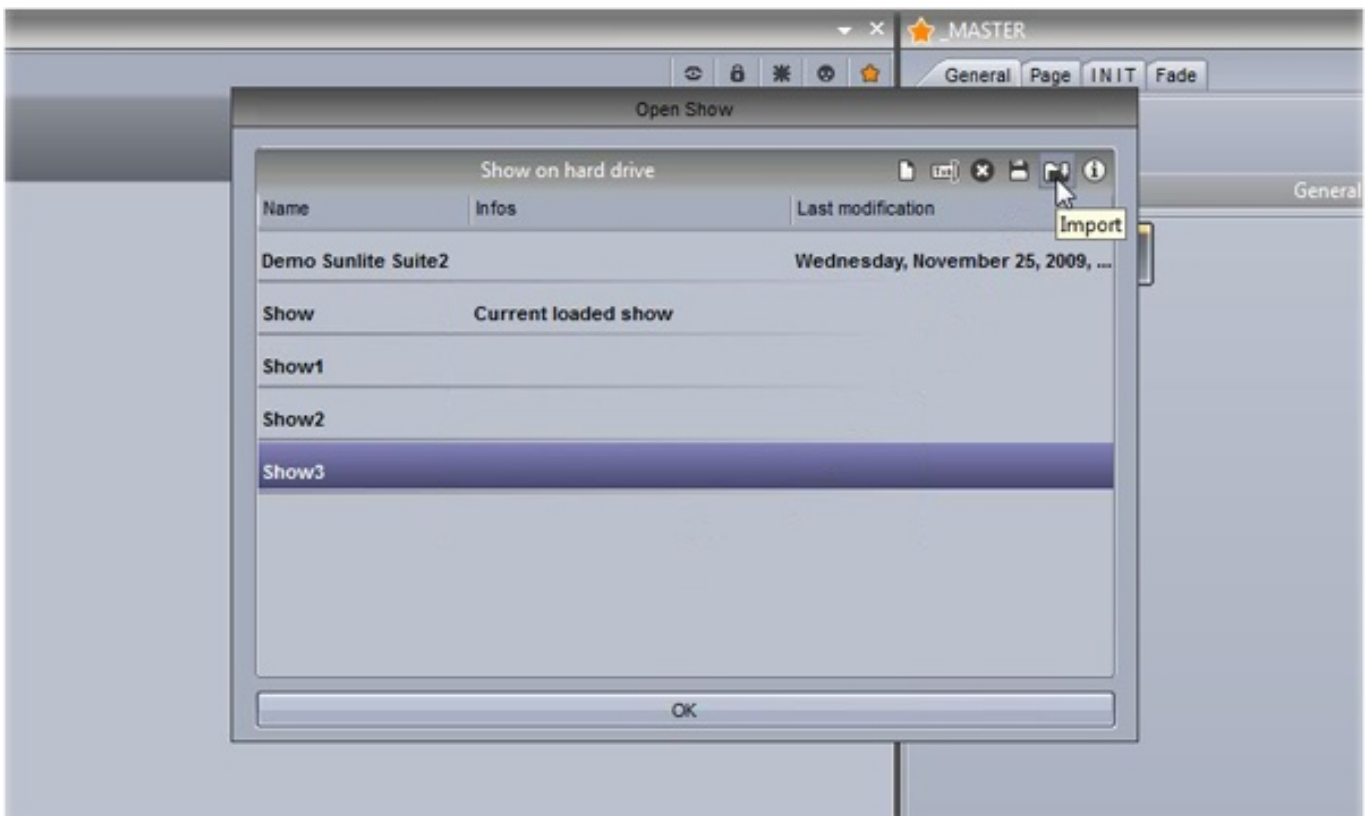 _MASTER
General Page INIT Fade
Open Show
Show on hard drive
General
Name Infos Last modification
Import
Demo Sunlite Suite2 Wednesday, November 25, 2009, ...
Show Current loaded show
Show1
Show2
Show3
OK